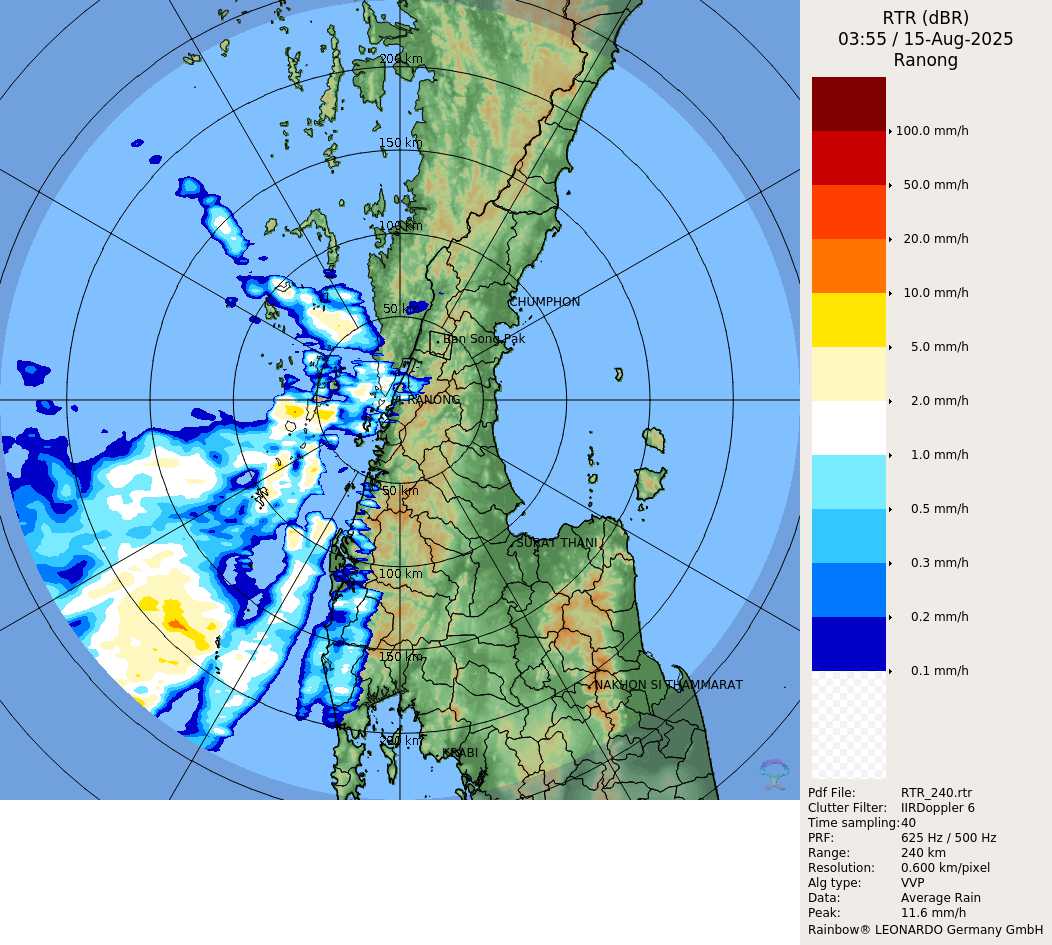 RTR (dBR)
03:55 / 15-Aug-2025
Ranong
100.0 mm/h
50.0 mm/h
20.0 mm/h
10.0 mm/h
5.0 mm/h
2.0 mm/h
1.0 mm/h
0.5 mm/h
0.3 mm/h
0.2 mm/h
0.1 mm/h
200 km
150 km
100 km
CHUMPHON
50 km
Ban Song Pak
RANONG
50 km
SURAT THANI
100 km
150 km
NAKHON SI THAMMARAT
200 km
KRABI
Pdf File: RTR_240.rtr
Clutter Filter: IIRDoppler 6
Time sampling:40
PRF: 625 Hz / 500 Hz
Range: 240 km
Resolution: 0.600 km/pixel
Alg type: VVP
Data: Average Rain
Peak: 11.6 mm/h
Rainbow® LEONARDO Germany GmbH